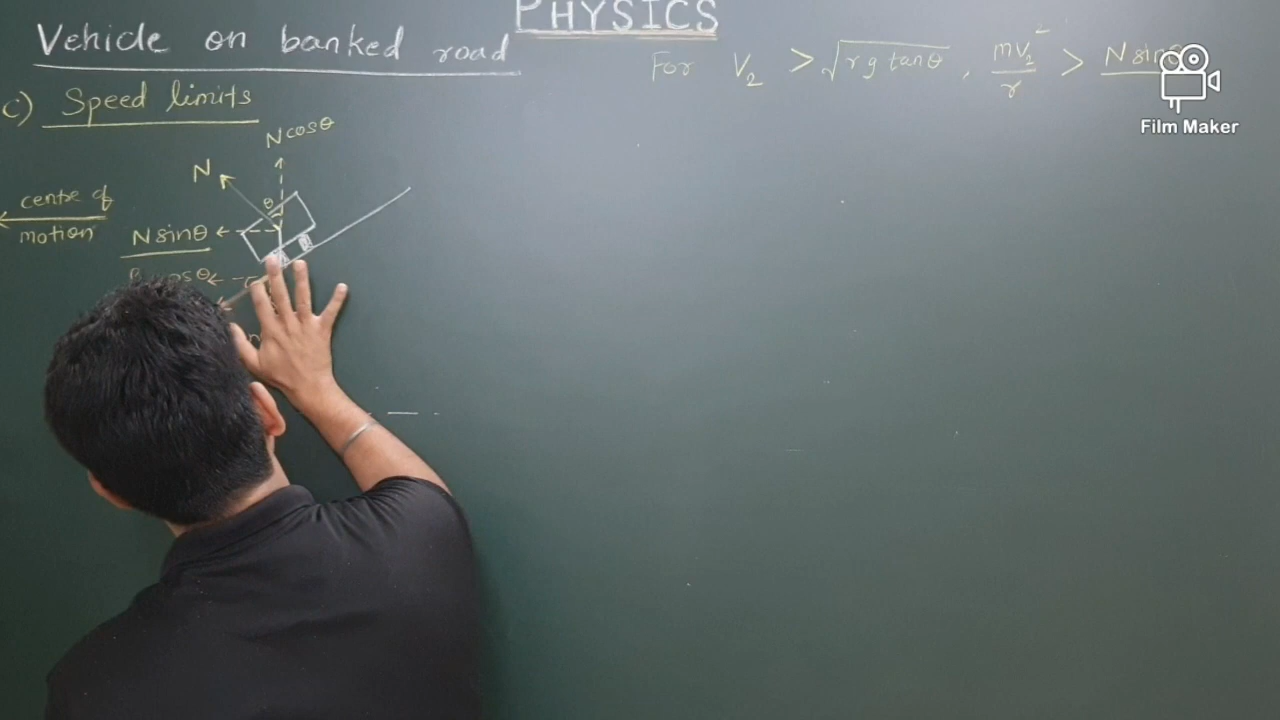 PHYSICS
Vehicle on banked road
For V₂ > √rg tanθ , mv₂²/r > N sinθ
c) Speed limits
N cosθ
N
θ
centre of
motion
N sinθ
Film Maker